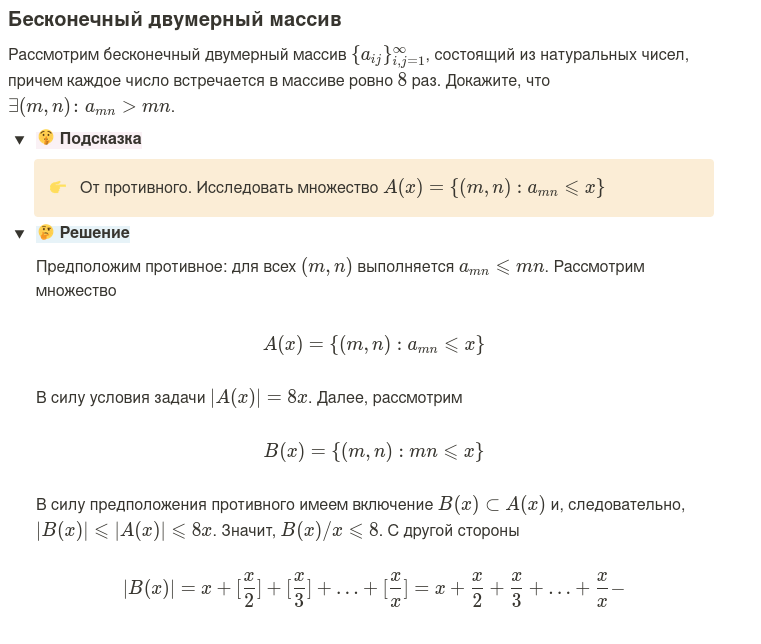 Бесконечный двумерный массив
Рассмотрим бесконечный двумерный массив $\{a_{ij}\}_{i,j=1}^{\infty}$, состоящий из натуральных чисел,
причем каждое число встречается в массиве ровно 8 раз. Докажите, что
$\exists (m, n) \colon a_{mn} > mn$.
▼ 🤫 Подсказка
👉 От противного. Исследовать множество $A(x) = \{(m, n) : a_{mn} \leqslant x\}$
▼ 🤔 Решение
Предположим противное: для всех $(m, n)$ выполняется $a_{mn} \leqslant mn$. Рассмотрим
множество
$A(x) = \{(m, n) : a_{mn} \leqslant x\}$
В силу условия задачи $|A(x)| = 8x$. Далее, рассмотрим
$B(x) = \{(m, n) : mn \leqslant x\}$
В силу предположения противного имеем включение $B(x) \subset A(x)$ и, следовательно,
$|B(x)| \leqslant |A(x)| \leqslant 8x$. Значит, $B(x)/x \leqslant 8$. С другой стороны
$|B(x)| = x + [\frac{x}{2}] + [\frac{x}{3}] + \ldots + [\frac{x}{x}] = x + \frac{x}{2} + \frac{x}{3} + \ldots + \frac{x}{x} -$